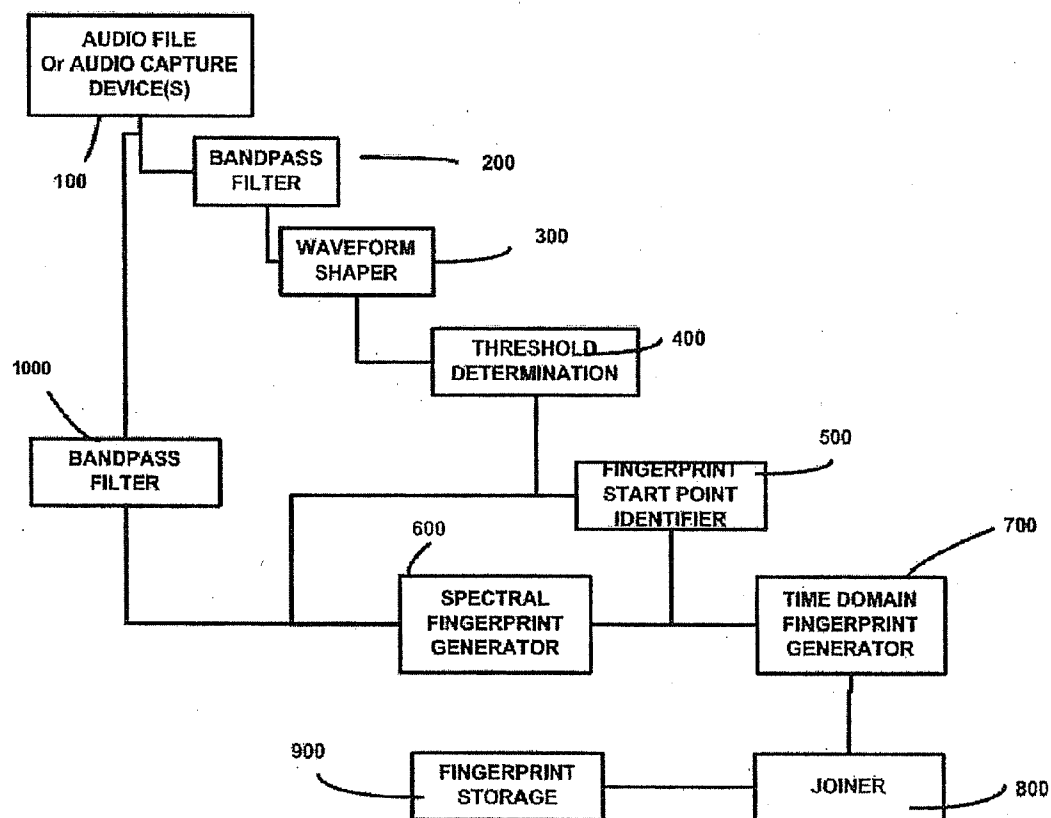 AUDIO FILE
Or AUDIO CAPTURE
DEVICE(S)
100
BANDPASS
FILTER
200
WAVEFORM
SHAPER
300
THRESHOLD
DETERMINATION
400
1000
BANDPASS
FILTER
FINGERPRINT
START POINT
IDENTIFIER
500
600
SPECTRAL
FINGERPRINT
GENERATOR
700
TIME DOMAIN
FINGERPRINT
GENERATOR
900
FINGERPRINT
STORAGE
JOINER
800